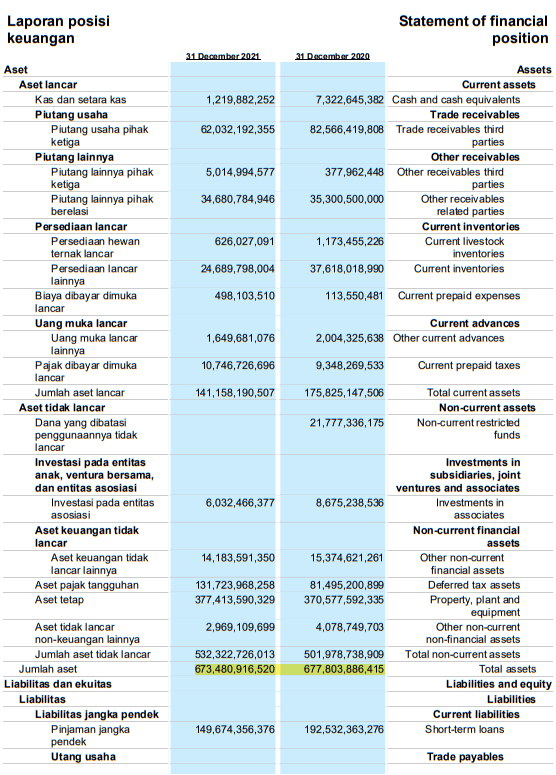 Laporan posisi keuangan Statement of financial position
31 December 2021 31 December 2020
Aset Assets
Aset lancar Current assets
Kas dan setara kas 1,219,882,252 7,322,645,382 Cash and cash equivalents
Piutang usaha Trade receivables
Piutang usaha pihak ketiga 62,032,192,355 82,566,419,808 Trade receivables third parties
Piutang lainnya Other receivables
Piutang lainnya pihak ketiga 5,014,994,577 377,962,448 Other receivables third parties
Piutang lainnya pihak berelasi 34,680,784,946 35,300,500,000 Other receivables related parties
Persediaan lancar Current inventories
Persediaan hewan ternak lancar 626,027,091 1,173,455,226 Current livestock inventories
Persediaan lancar lainnya 24,689,798,004 37,618,018,990 Current inventories
Biaya dibayar dimuka lancar 498,103,510 113,550,481 Current prepaid expenses
Uang muka lancar Current advances
Uang muka lancar lainnya 1,649,681,076 2,004,325,638 Other current advances
Pajak dibayar dimuka lancar 10,746,726,696 9,348,269,533 Current prepaid taxes
Jumlah aset lancar 141,158,190,507 175,825,147,506 Total current assets
Aset tidak lancar Non-current assets
Dana yang dibatasi penggunaannya tidak lancar 21,777,336,175 Non-current restricted funds
Investasi pada entitas anak, ventura bersama, dan entitas asosiasi Investments in subsidiaries, joint ventures and associates
Investasi pada entitas asosiasi 6,032,466,377 8,675,238,536 Investments in associates
Aset keuangan tidak lancar Non-current financial assets
Aset keuangan tidak lancar lainnya 14,183,591,350 15,374,621,261 Other non-current financial assets
Aset pajak tangguhan 131,723,968,258 81,495,200,899 Deferred tax assets
Aset tetap 377,413,590,329 370,577,592,335 Property, plant and equipment
Aset tidak lancar non-keuangan lainnya 2,969,109,699 4,078,749,703 Other non-current non-financial assets
Jumlah aset tidak lancar 532,322,726,013 501,978,738,909 Total non-current assets
Jumlah aset 673,480,916,520 677,803,886,415 Total assets
Liabilitas dan ekuitas Liabilities and equity
Liabilitas Liabilities
Liabilitas jangka pendek Current liabilities
Pinjaman jangka pendek 149,674,356,376 192,532,363,276 Short-term loans
Utang usaha Trade payables